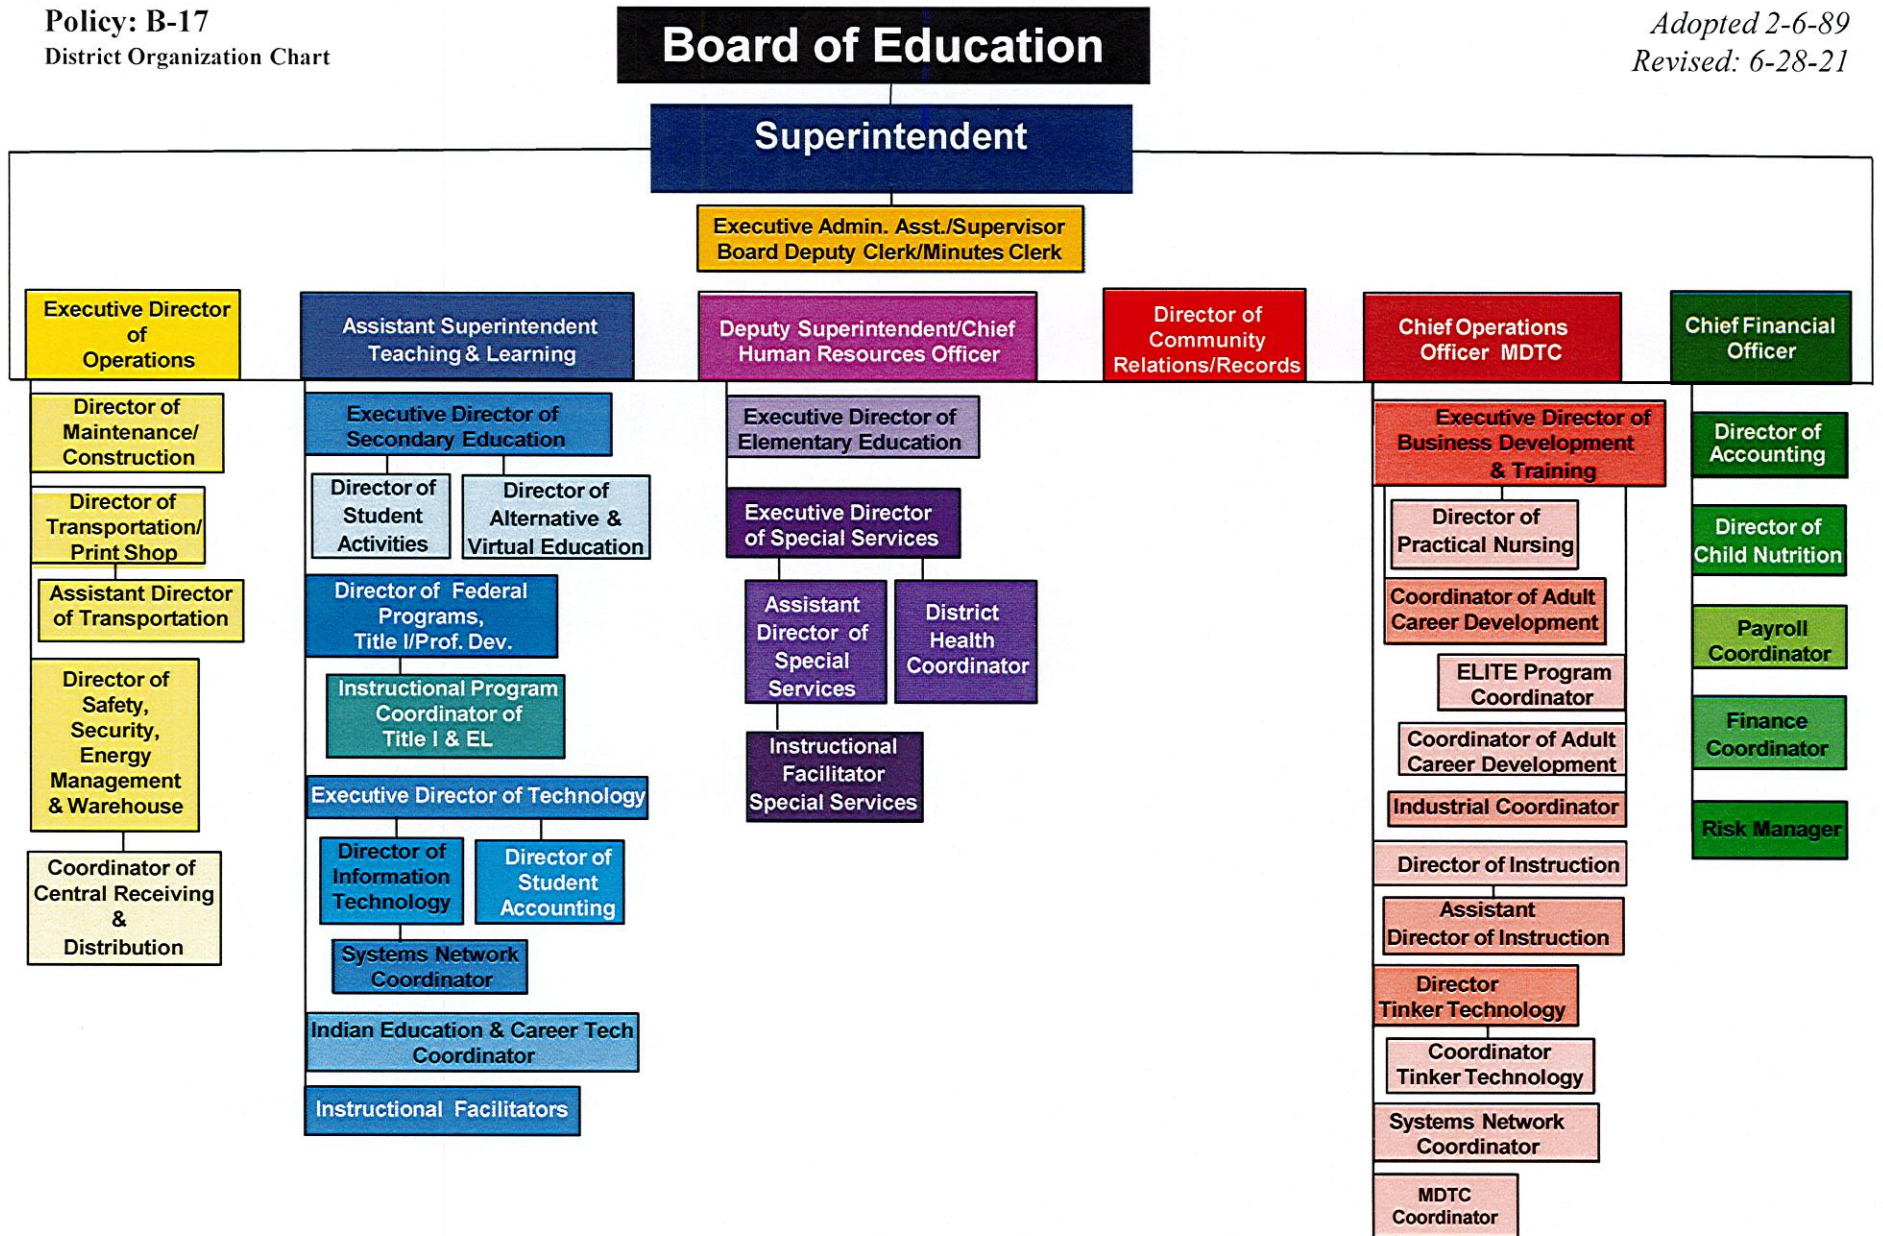 Policy: B-17
District Organization Chart
Board of Education
Adopted 2-6-89
Revised: 6-28-21
Superintendent
Executive Admin. Asst./Supervisor
Board Deputy Clerk/Minutes Clerk
Executive Director
of
Operations
Director of
Maintenance/
Construction
Director of
Transportation/
Print Shop
Assistant Director
of Transportation
Director of
Safety,
Security,
Energy
Management
& Warehouse
Coordinator of
Central Receiving
&
Distribution
Assistant Superintendent
Teaching & Learning
Executive Director of
Secondary Education
Director of
Student
Activities
Director of
Alternative &
Virtual Education
Director of Federal
Programs,
Title I/Prof. Dev.
Instructional Program
Coordinator of
Title I & EL
Executive Director of Technology
Director of
Information
Technology
Director of
Student
Accounting
Systems Network
Coordinator
Indian Education & Career Tech
Coordinator
Instructional Facilitators
Deputy Superintendent/Chief
Human Resources Officer
Executive Director of
Elementary Education
Executive Director
of Special Services
Assistant
Director of
Special
Services
District
Health
Coordinator
Instructional
Facilitator
Special Services
Director of
Community
Relations/Records
Chief Operations
Officer MDTC
Executive Director of
Business Development
& Training
Director of
Practical Nursing
Coordinator of Adult
Career Development
ELITE Program
Coordinator
Coordinator of Adult
Career Development
Industrial Coordinator
Director of Instruction
Assistant
Director of Instruction
Director
Tinker Technology
Coordinator
Tinker Technology
Systems Network
Coordinator
MDTC
Coordinator
Chief Financial
Officer
Director of
Accounting
Director of
Child Nutrition
Payroll
Coordinator
Finance
Coordinator
Risk Manager